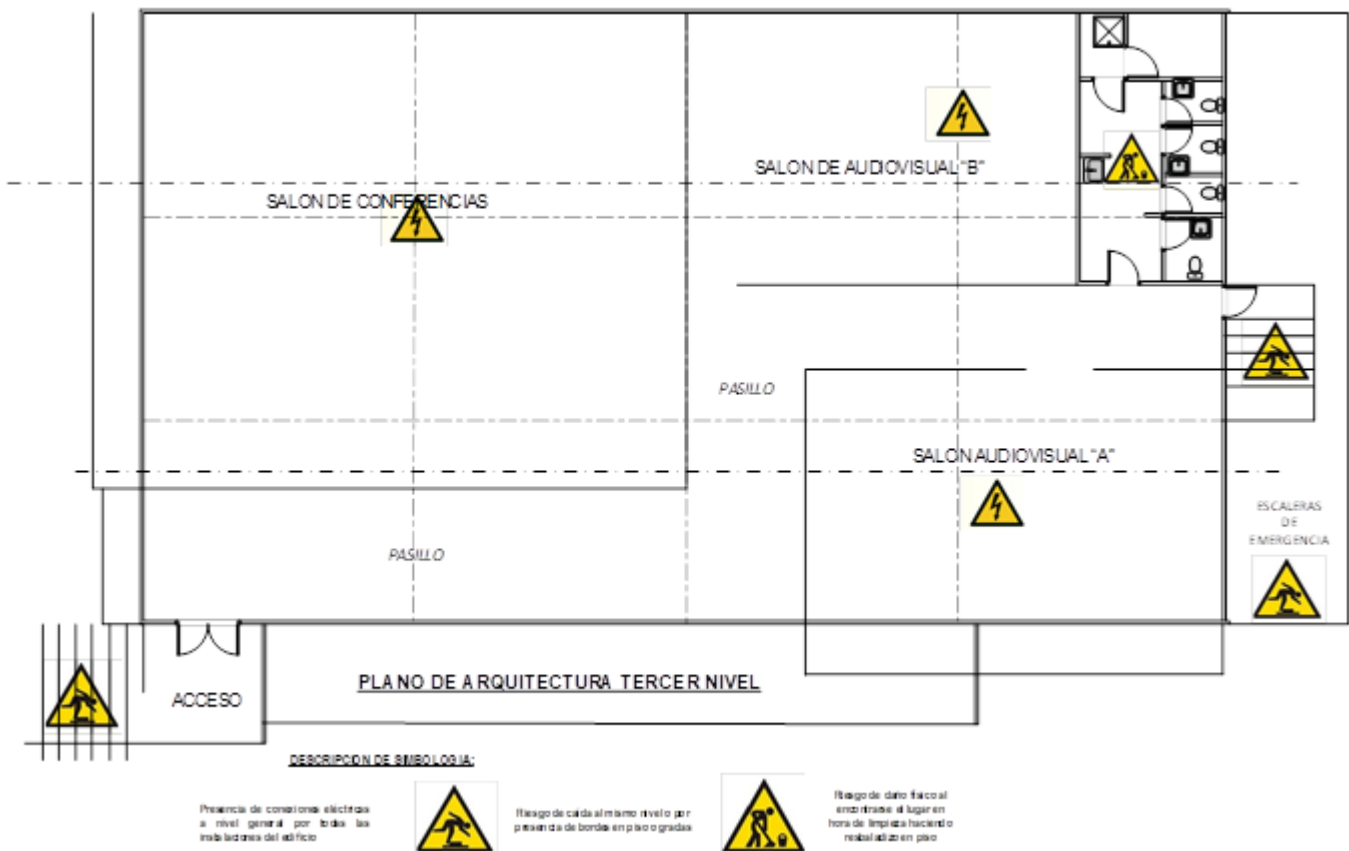 SALON DE AUDIOVISUAL "B"
SALON DE CONFERENCIAS
PASILLO
SALON AUDIOVISUAL "A"
ESCALERAS
DE
EMERGENCIA
PASILLO
ACCESO
PLANO DE ARQUITECTURA TERCER NIVEL
DESCRIPCION DE SIMBOLOGIA:
Presencia de conexiones eléctricas
a nivel general por todas las
instalaciones del edificio
Riesgo de caida al mismo nivel o por
presencia de bordes en piso o gradas
Riesgo de daño fisico al
encontrarse el lugar en
hora de limpieza haciendo
resbaladizo en piso